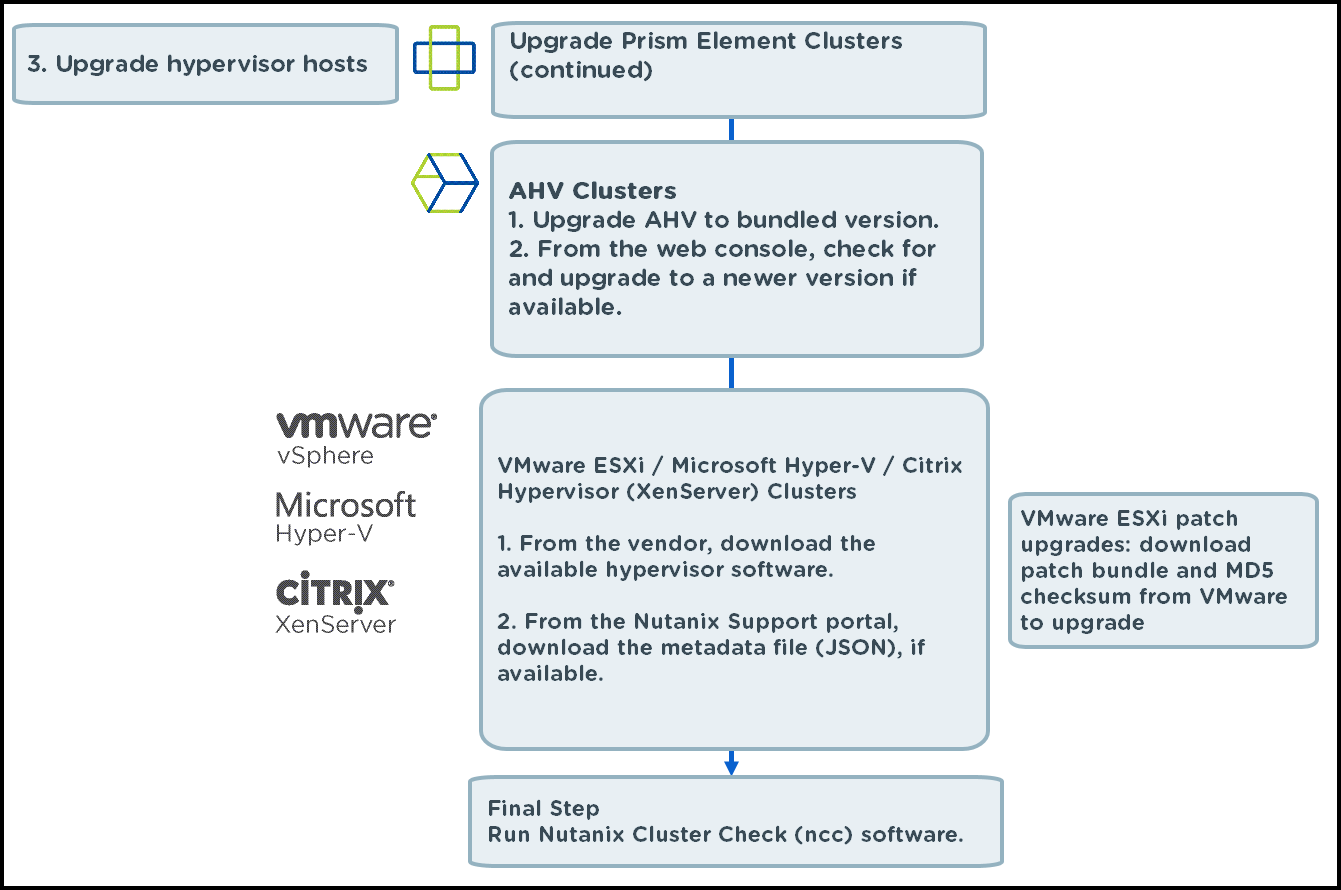 3. Upgrade hypervisor hosts
Upgrade Prism Element Clusters
(continued)
AHV Clusters
1. Upgrade AHV to bundled version.
2. From the web console, check for
and upgrade to a newer version if
available.
vmware®
vSphere
Microsoft
Hyper-V
CİTRIX®
XenServer
VMware ESXi / Microsoft Hyper-V / Citrix
Hypervisor (XenServer) Clusters
1. From the vendor, download the
available hypervisor software.
2. From the Nutanix Support portal,
download the metadata file (JSON), if
available.
VMware ESXi patch
upgrades: download
patch bundle and MD5
checksum from VMware
to upgrade
Final Step
Run Nutanix Cluster Check (ncc) software.